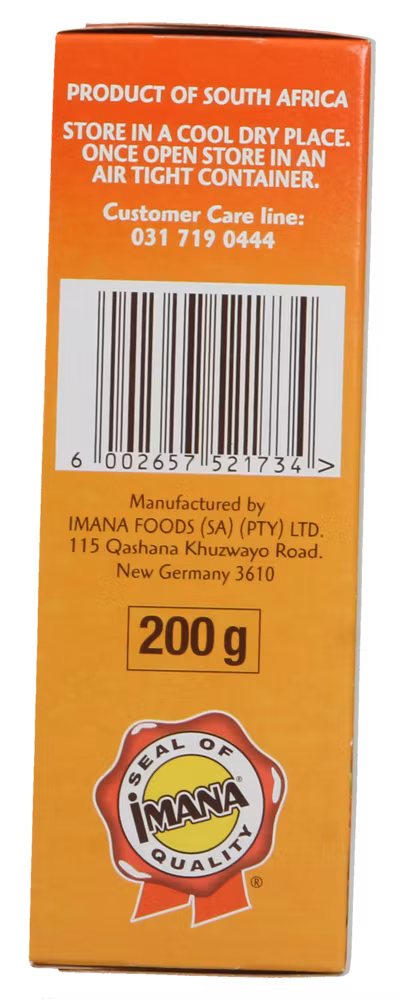 PRODUCT OF SOUTH AFRICA
STORE IN A COOL DRY PLACE.
ONCE OPEN STORE IN AN
AIR TIGHT CONTAINER.
Customer Care line:
031 719 0444
6 002657 521734 >
Manufactured by
IMANA FOODS (SA) (PTY) LTD.
115 Qashana Khuzwayo Road.
New Germany 3610
200 g
SEAL OF
iMANA®
QUALITY
®